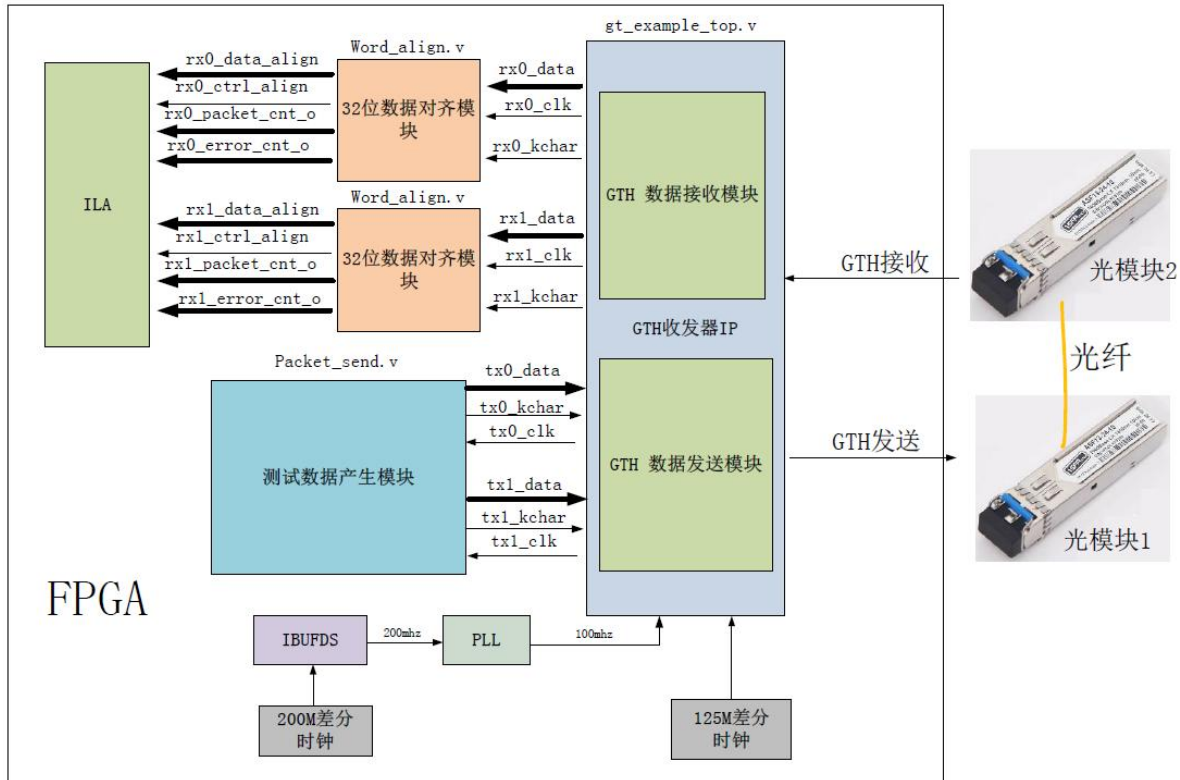 gt_example_top.v
Word_align.v
rx0_data_align
rx0_ctrl_align
rx0_packet_cnt_o
rx0_error_cnt_o
32位数据对齐模
块
rx0_data
rx0_clk
rx0_kchar
ILA
Word_align.v
rx1_data_align
rx1_ctrl_align
rx1_packet_cnt_o
rx1_error_cnt_o
32位数据对齐模
块
rx1_data
rx1_clk
rx1_kchar
GTH 数据接收模块
GTH接收
光模块2
GTH收发器IP
光纤
Packet_send.v
测试数据产生模块
tx0_data
tx0_kchar
tx0_clk
tx1_data
tx1_kchar
tx1_clk
GTH 数据发送模块
GTH发送
光模块1
FPGA
IBUFDS
200mhz
PLL
100mhz
200M差分
时钟
125M差分
时钟